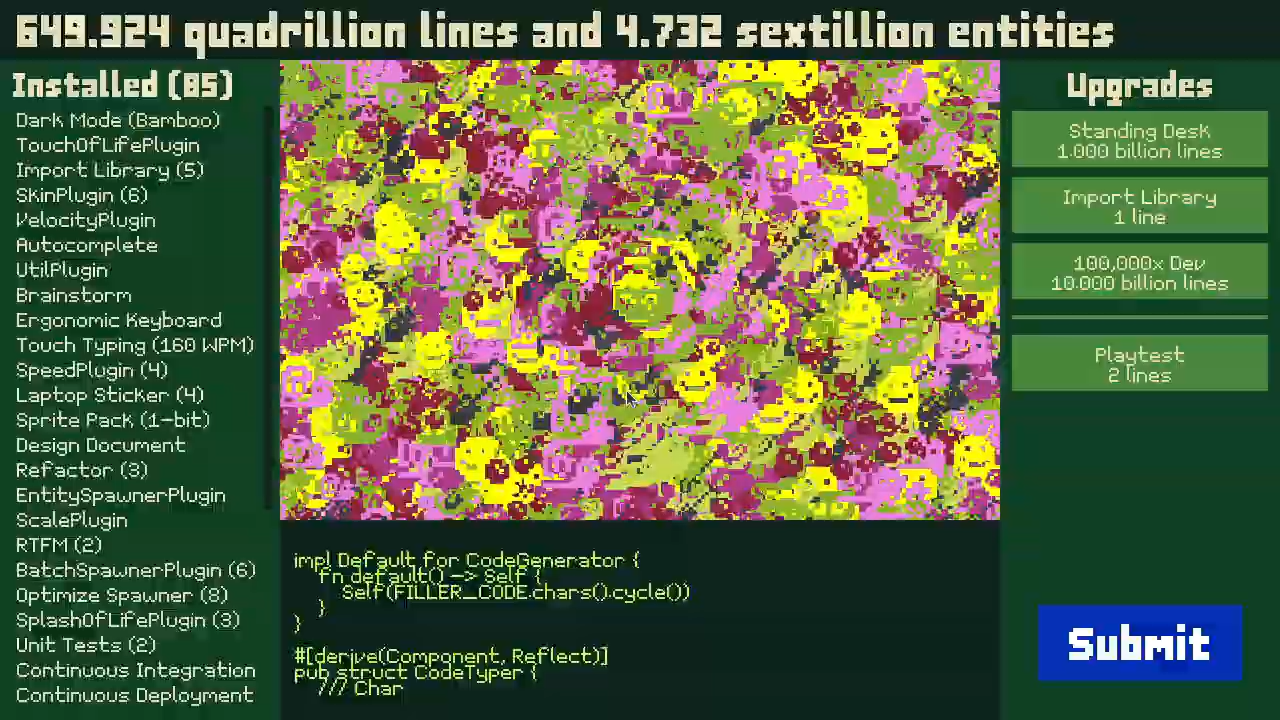 649.924 quadrillion lines and 4.732 sextillion entities
Installed (85)
Dark Mode (Bamboo)
TouchOfLifePlugin
Import Library (5)
SkinPlugin (6)
VelocityPlugin
Autocomplete
UtilPlugin
Brainstorm
Ergonomic Keyboard
Touch Typing (160 WPM)
SpeedPlugin (4)
Laptop Sticker (4)
Sprite Pack (1-bit)
Design Document
Refactor (3)
EntitySpawnerPlugin
ScalePlugin
RTFM (2)
BatchSpawnerPlugin (6)
Optimize Spawner (8)
SplashOfLifePlugin (3)
Unit Tests (2)
Continuous Integration
Continuous Deployment
impl Default for CodeGenerator {
fn default() -> Self {
Self(FILLER_CODE.chars().cycle())
}
}
#[derive(Component, Reflect)]
pub struct CodeTyper {
/// Char
Upgrades
Standing Desk
1.000 billion lines
Import Library
1 line
100,000x Dev
10.000 billion lines
Playtest
2 lines
Submit